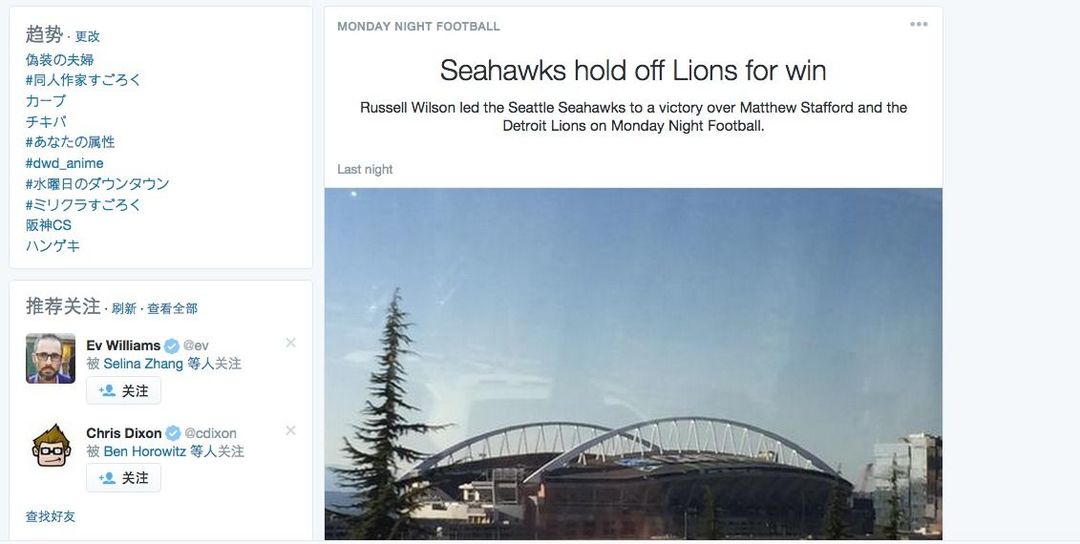 趋势 · 更改
偽装の夫婦
#同人作家すごろく
カープ
チキパ
#あなたの属性
#dwd_anime
#水曜日のダウンタウン
#ミリクラすごろく
阪神CS
ハンゲキ
推荐关注 · 刷新 · 查看全部
Ev Williams @ev
被 Selina Zhang 等人关注
关注
Chris Dixon @cdixon
被 Ben Horowitz 等人关注
关注
查找好友
MONDAY NIGHT FOOTBALL
Seahawks hold off Lions for win
Russell Wilson led the Seattle Seahawks to a victory over Matthew Stafford and the
Detroit Lions on Monday Night Football.
Last night